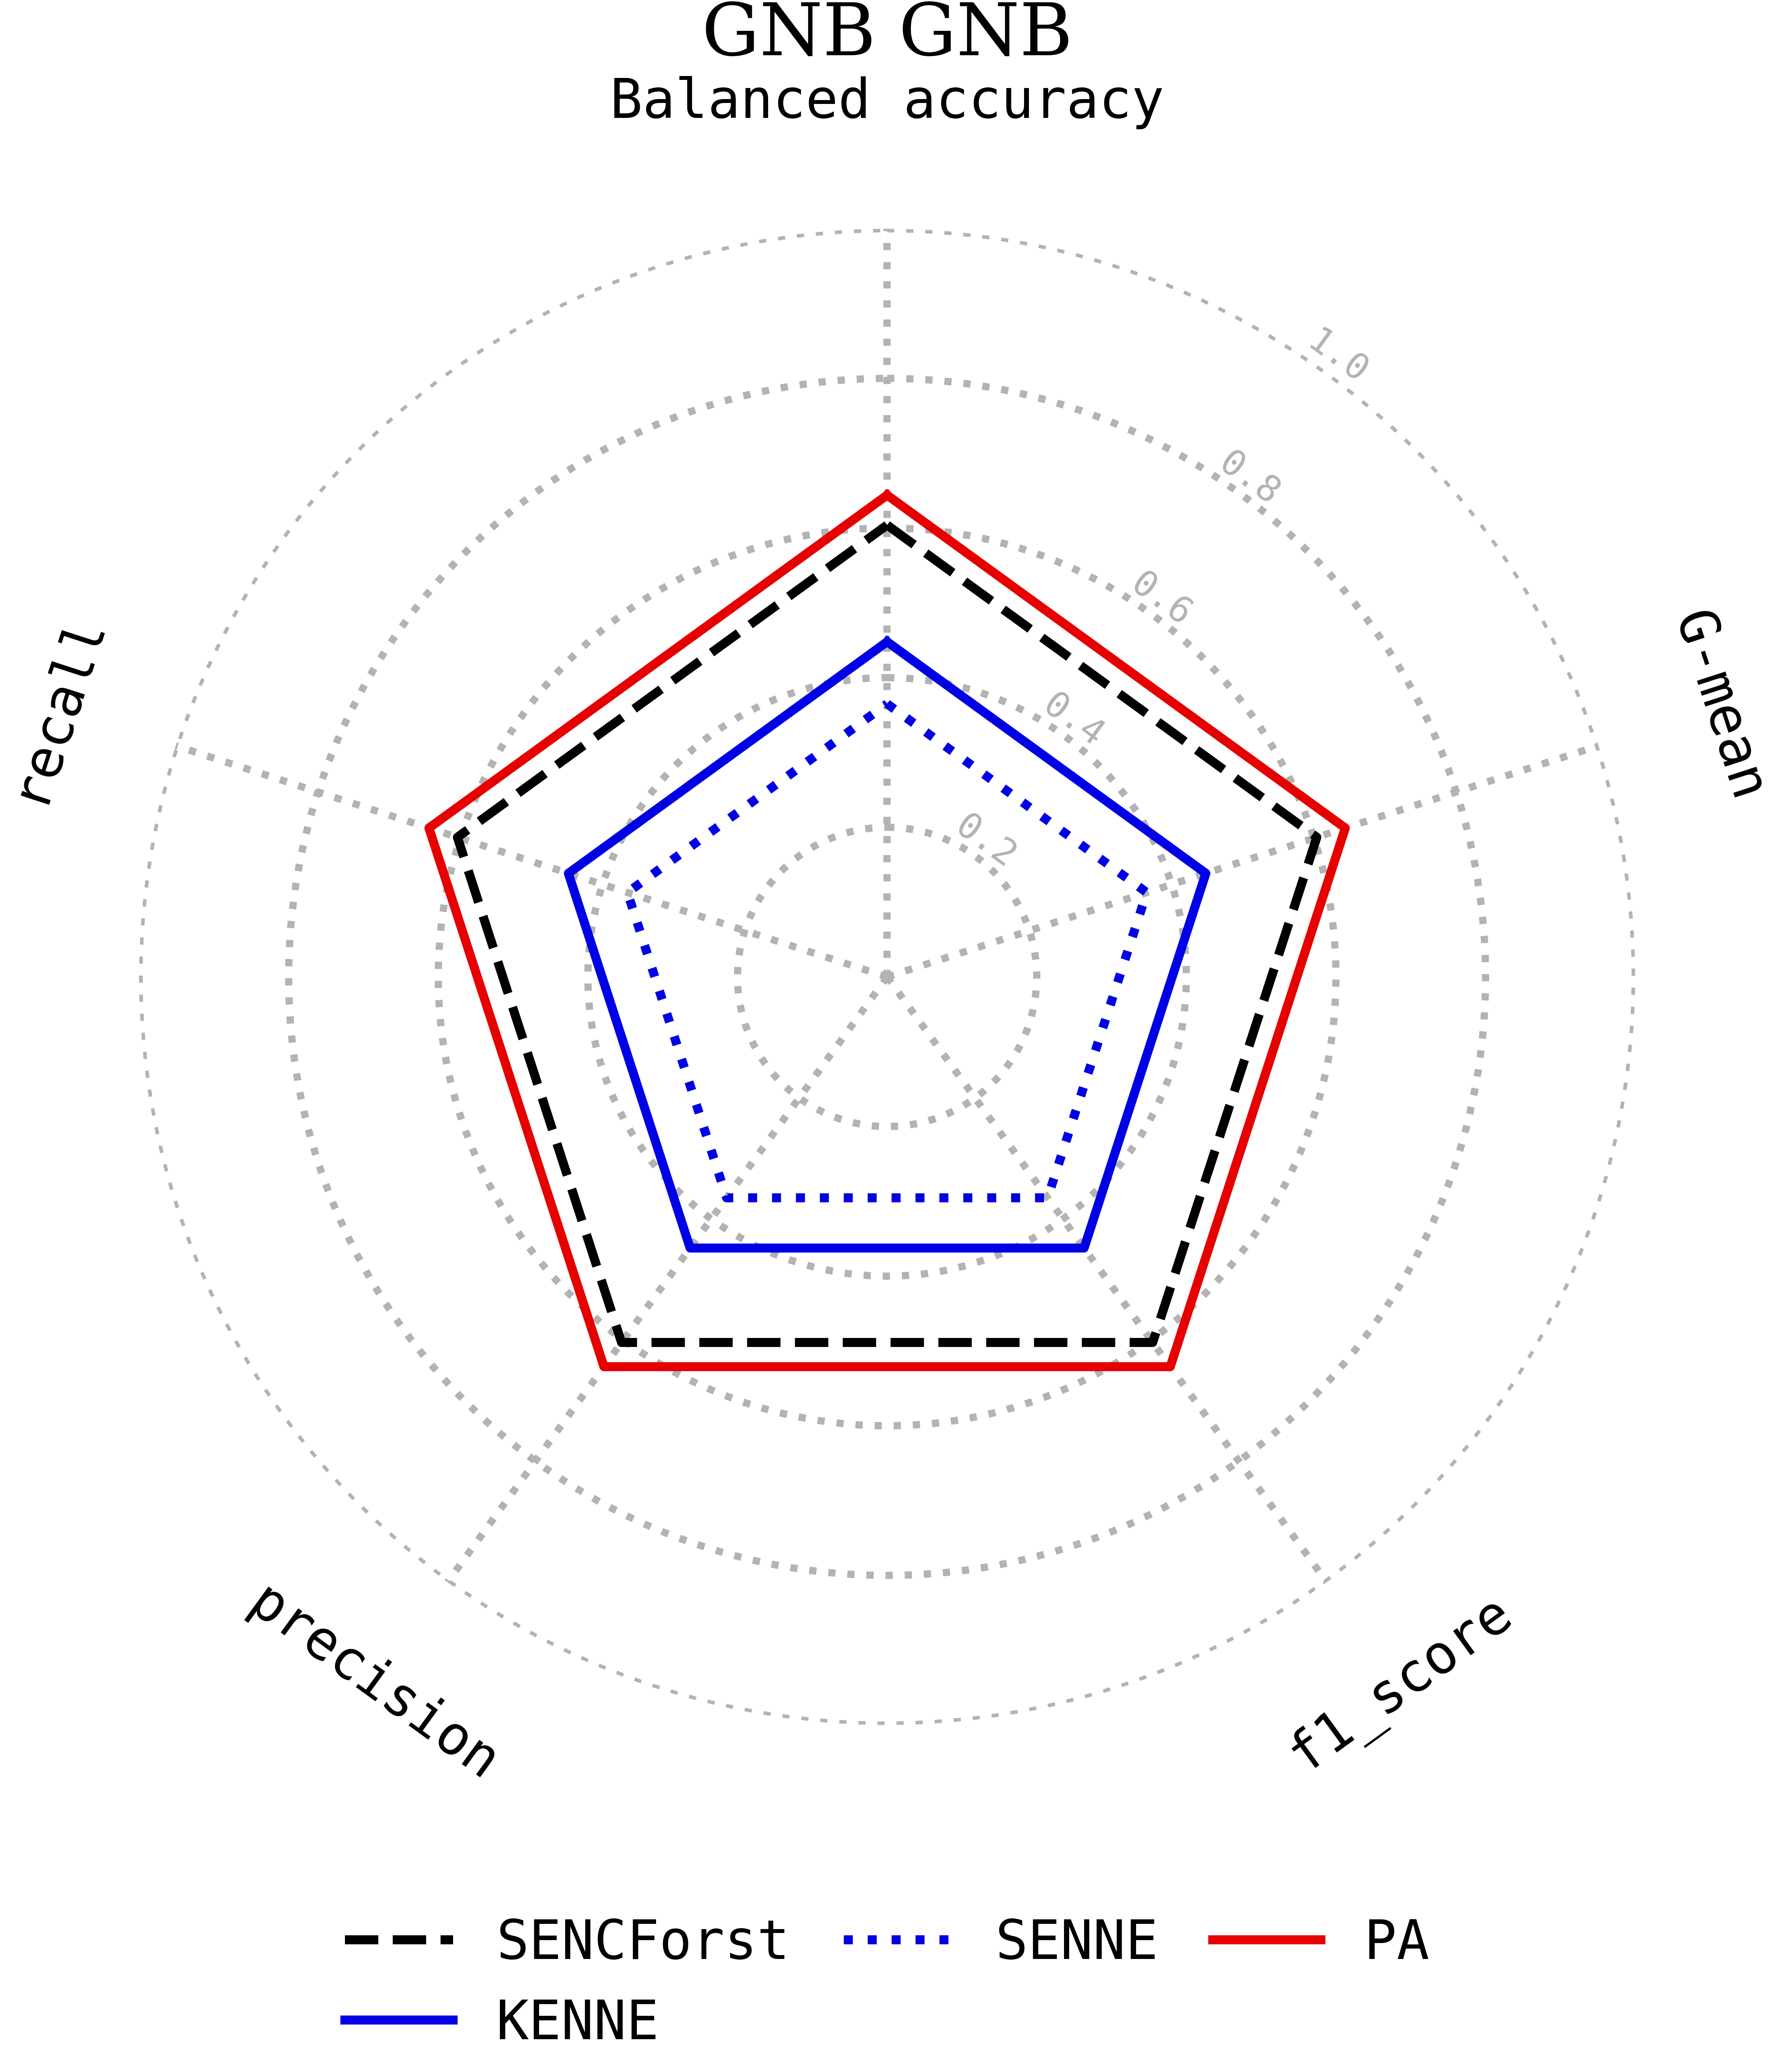 GNB GNB
Balanced accuracy
1.0
0.8
0.6
0.4
0.2
recall
G-mean
precision
f1_score
SENCForst
SENNE
PA
KENNE